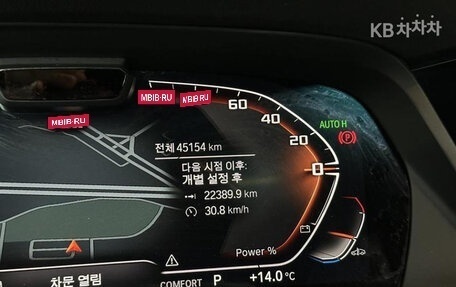 KB차차차
MBIB·RU
MBIB·RU
MBIB·RU
60
40
20
0
AUTO H
P
전체 45154 km
다음 시점 이후:
개별 설정 후
22389.9 km
30.8 km/h
Power %
차문 열림
COMFORT P +14.0 °C